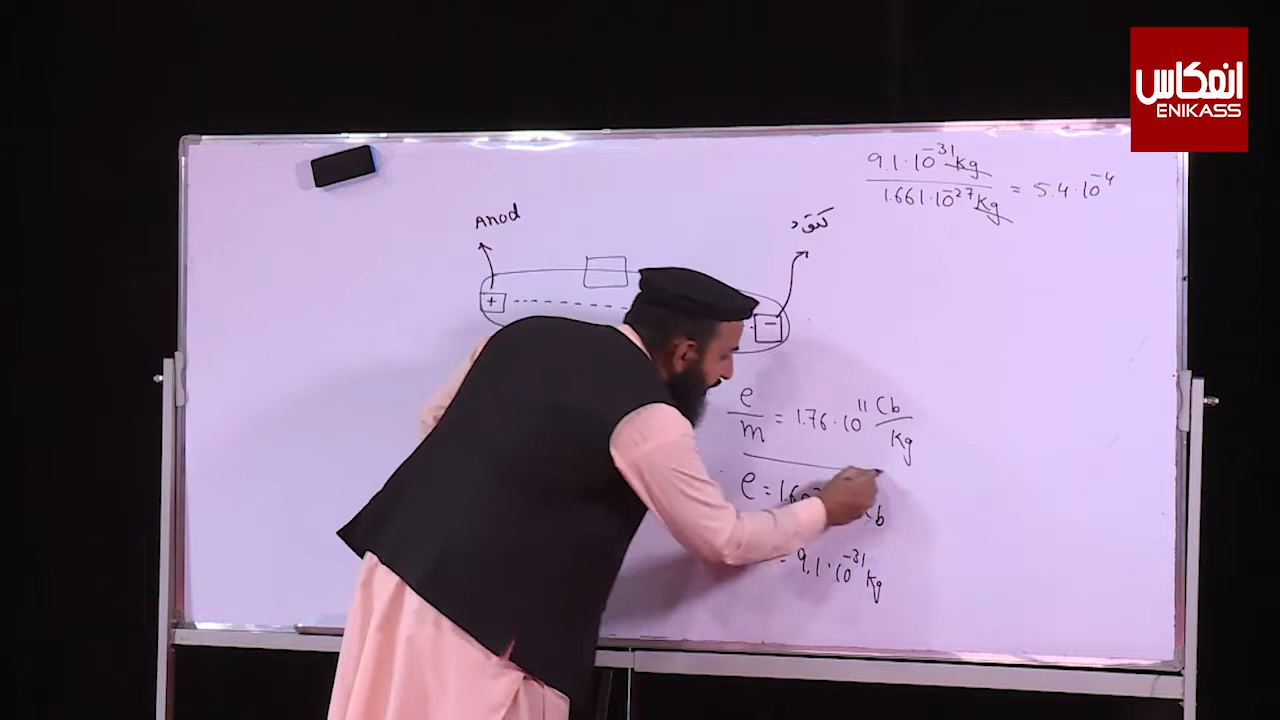 انعکاس
ENIKASS
9.1 · 10⁻³¹ kg
1.661 · 10⁻²⁷ Kg
= 5.4 · 10⁻⁴
Anod
کتود
+
−
e/m = 1.76 · 10¹¹ Cb/Kg
e = 1.60 Cb
= 9.1 · 10⁻³¹ Kg